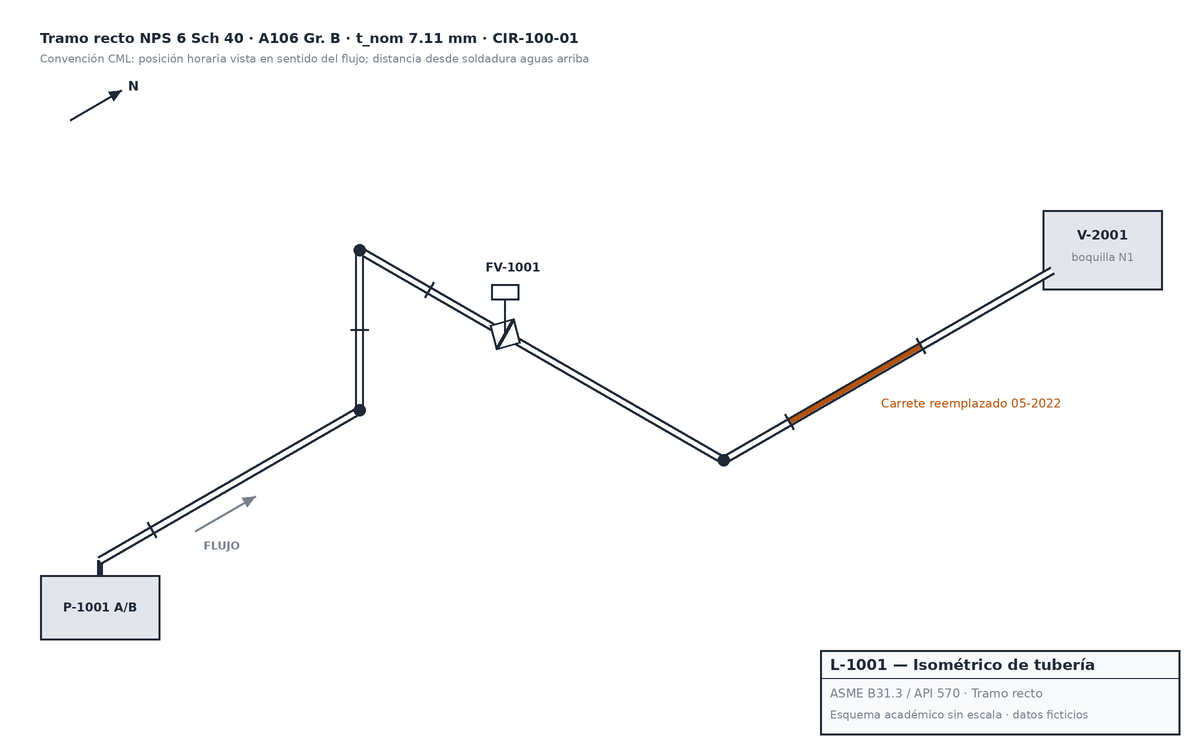 Tramo recto NPS 6 Sch 40 · A106 Gr. B · t_nom 7.11 mm · CIR-100-01
Convención CML: posición horaria vista en sentido del flujo; distancia desde soldadura aguas arriba
N
V-2001
boquilla N1
FV-1001
Carrete reemplazado 05-2022
FLUJO
P-1001 A/B
L-1001 — Isométrico de tubería
ASME B31.3 / API 570 · Tramo recto
Esquema académico sin escala · datos ficticios